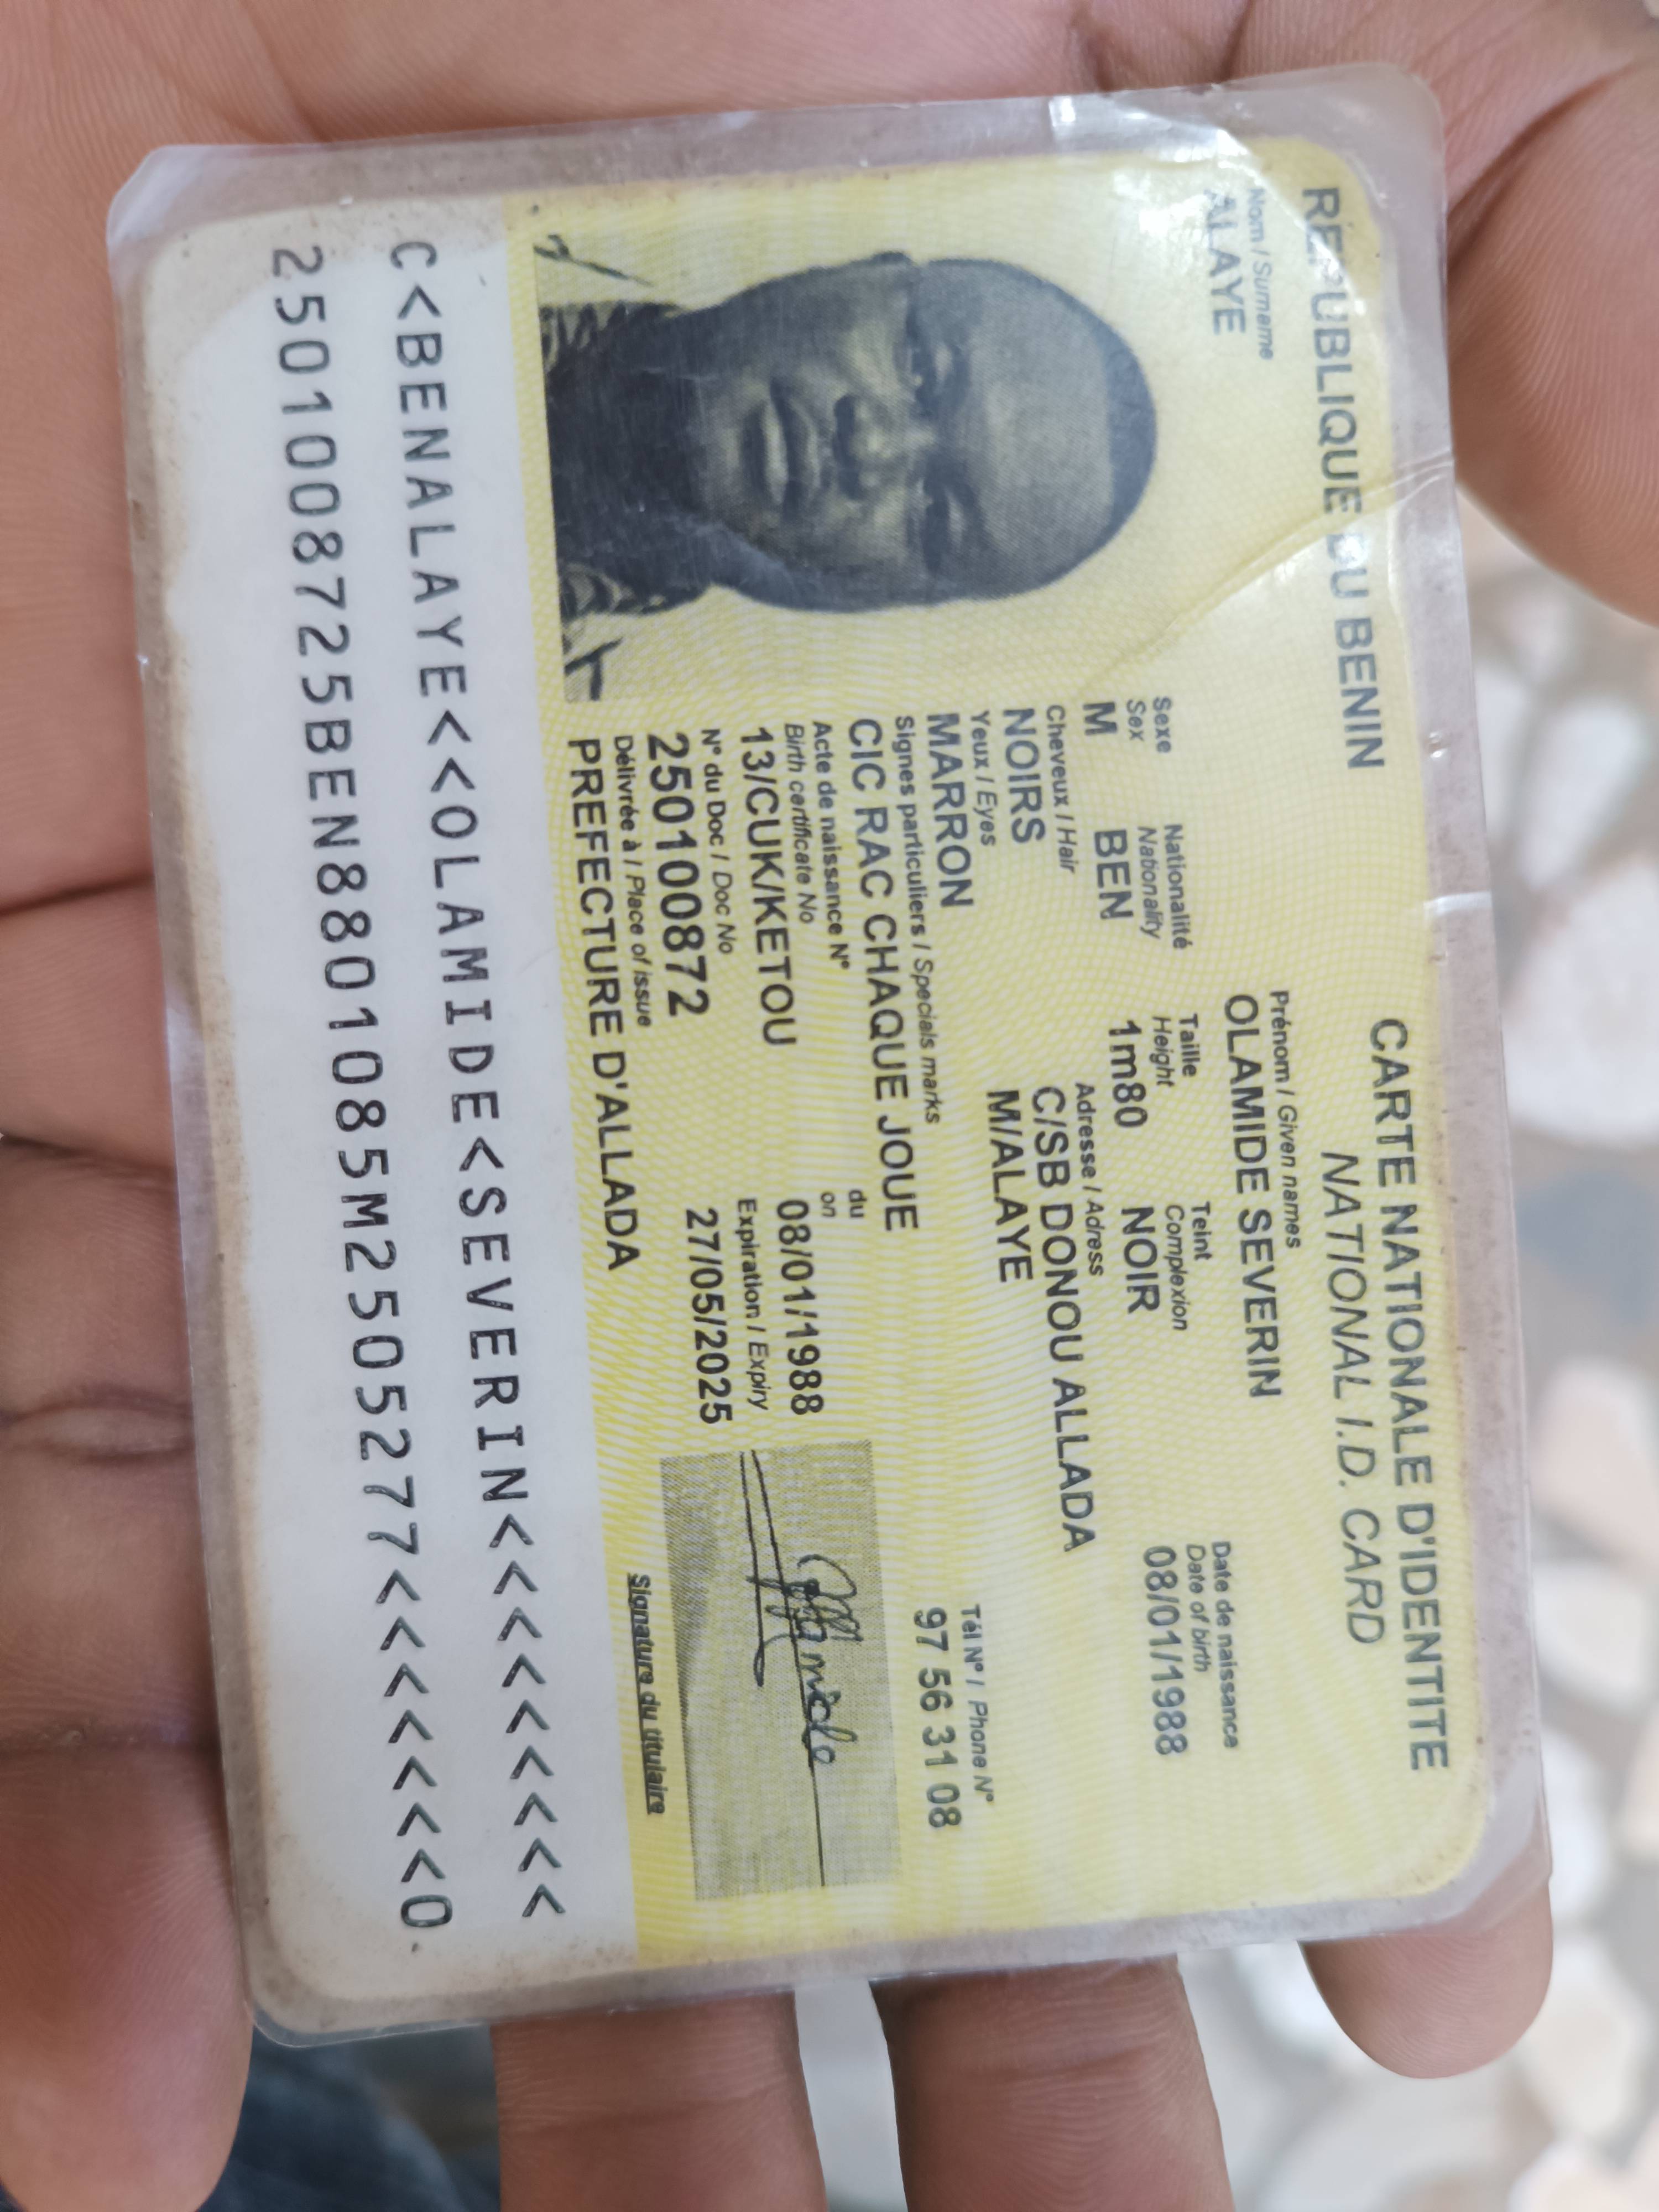 REPUBLIQUE DU BENIN
CARTE NATIONALE D'IDENTITE
NATIONAL I.D. CARD
Nom / Surname
ALAYE
Prénom / Given names
OLAMIDE SEVERIN
Sexe
Sex
M
Nationalité
Nationality
BEN
Taille
Height
1m80
Teint
Complexion
NOIR
Date de naissance
Date of birth
08/01/1988
Cheveux / Hair
NOIRS
Adresse / Adress
C/SB DONOU ALLADA
M/ALAYE
Yeux / Eyes
MARRON
Tél N° / Phone N°
97 56 31 08
Signes particuliers / Specials marks
CIC RAC CHAQUE JOUE
Acte de naissance N°
Birth certificate No
13/CUK/KETOU
du
on
08/01/1988
N° du Doc / Doc No
250100872
Expiration / Expiry
27/05/2025
Délivrée à / Place of issue
PREFECTURE D'ALLADA
Olamide
Signature du titulaire
C<BENALAYE<<OLAMIDE<SEVERIN<<<<<<<<<
2501008725BEN8801085M2505277<<<<<<<0